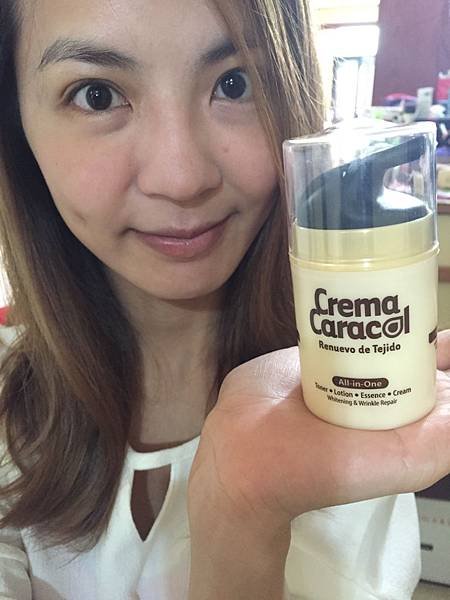 Crema
Caracol
Renuevo de Tejido
All-in-One
Toner • Lotion • Essence • Cream
Whitening & Wrinkle Repair